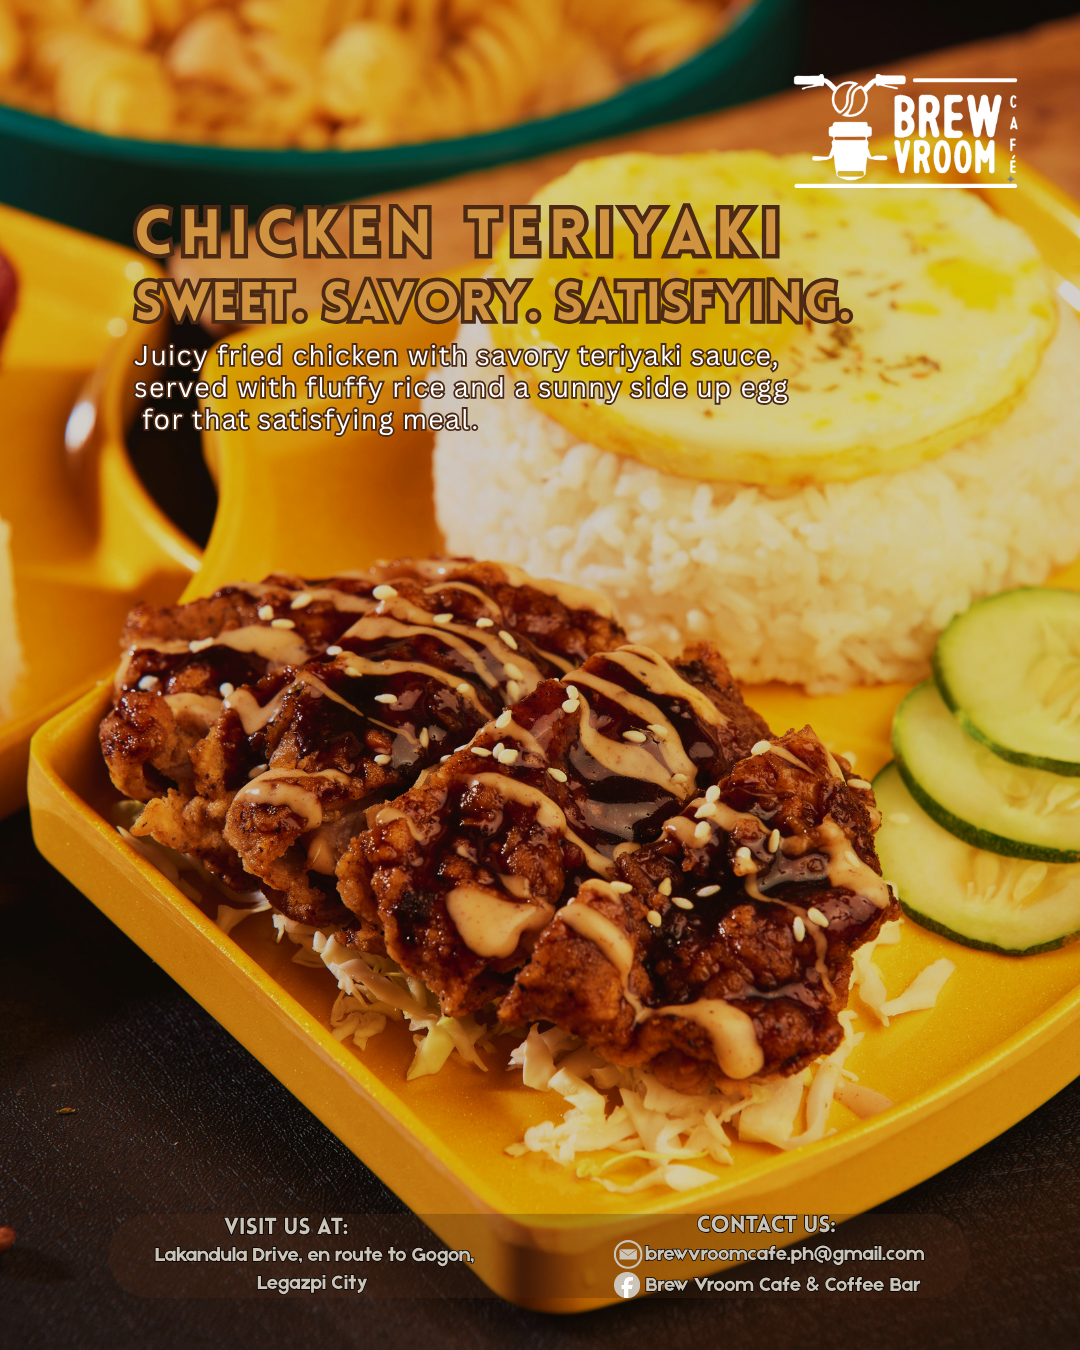 BREW
VROOM
CAFÉ
CHICKEN TERIYAKI
SWEET. SAVORY. SATISFYING.
Juicy fried chicken with savory teriyaki sauce,
served with fluffy rice and a sunny side up egg
for that satisfying meal.
VISIT US AT:
Lakandula Drive, en route to Gogon,
Legazpi City
CONTACT US:
brewvroomcafe.ph@gmail.com
Brew Vroom Cafe & Coffee Bar